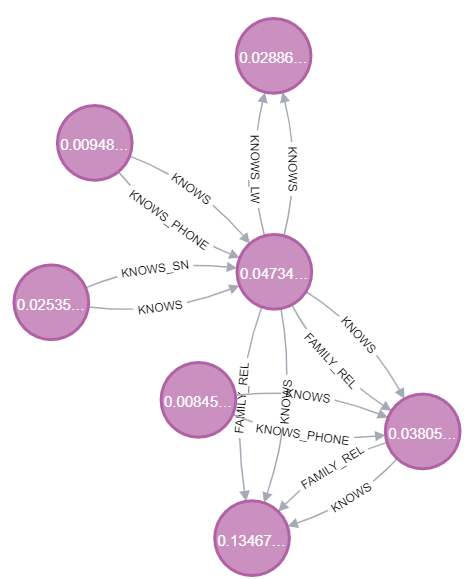 0.02886...
0.00948...
KNOWS
KNOWS_LW
KNOWS
KNOWS_PHONE
KNOWS_SN
0.04734...
0.02535...
KNOWS
KNOWS
FAMILY_REL
FAMILY_REL
KNOWS
KNOWS
0.00845...
0.03805...
KNOWS_PHONE
FAMILY_REL
KNOWS
0.13467...